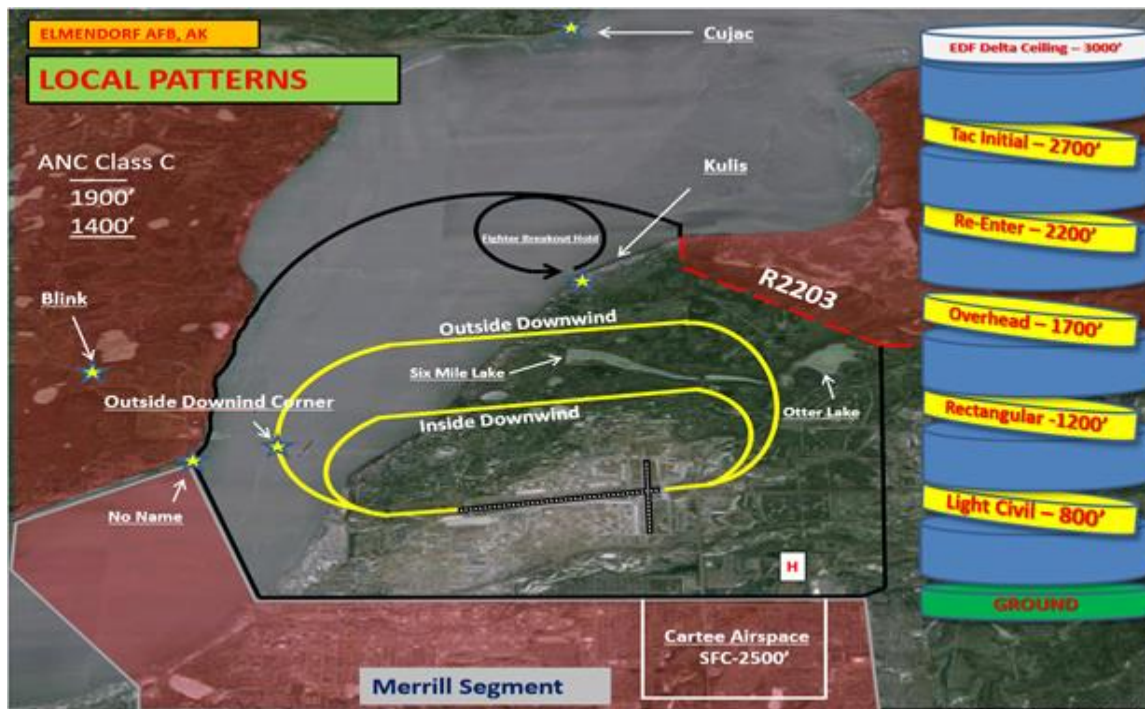 ELMENDORF AFB, AK
LOCAL PATTERNS
Cujac
EDF Delta Ceiling – 3000'
Tac Initial – 2700'
ANC Class C
1900'
1400'
Kulis
Fighter Breakout Hold
Re-Enter – 2200'
R2203
Blink
Outside Downwind
Overhead – 1700'
Six Mile Lake
Outside Downind Corner
Inside Downwind
Otter Lake
Rectangular -1200'
No Name
Light Civil – 800'
H
GROUND
Cartee Airspace
SFC-2500'
Merrill Segment